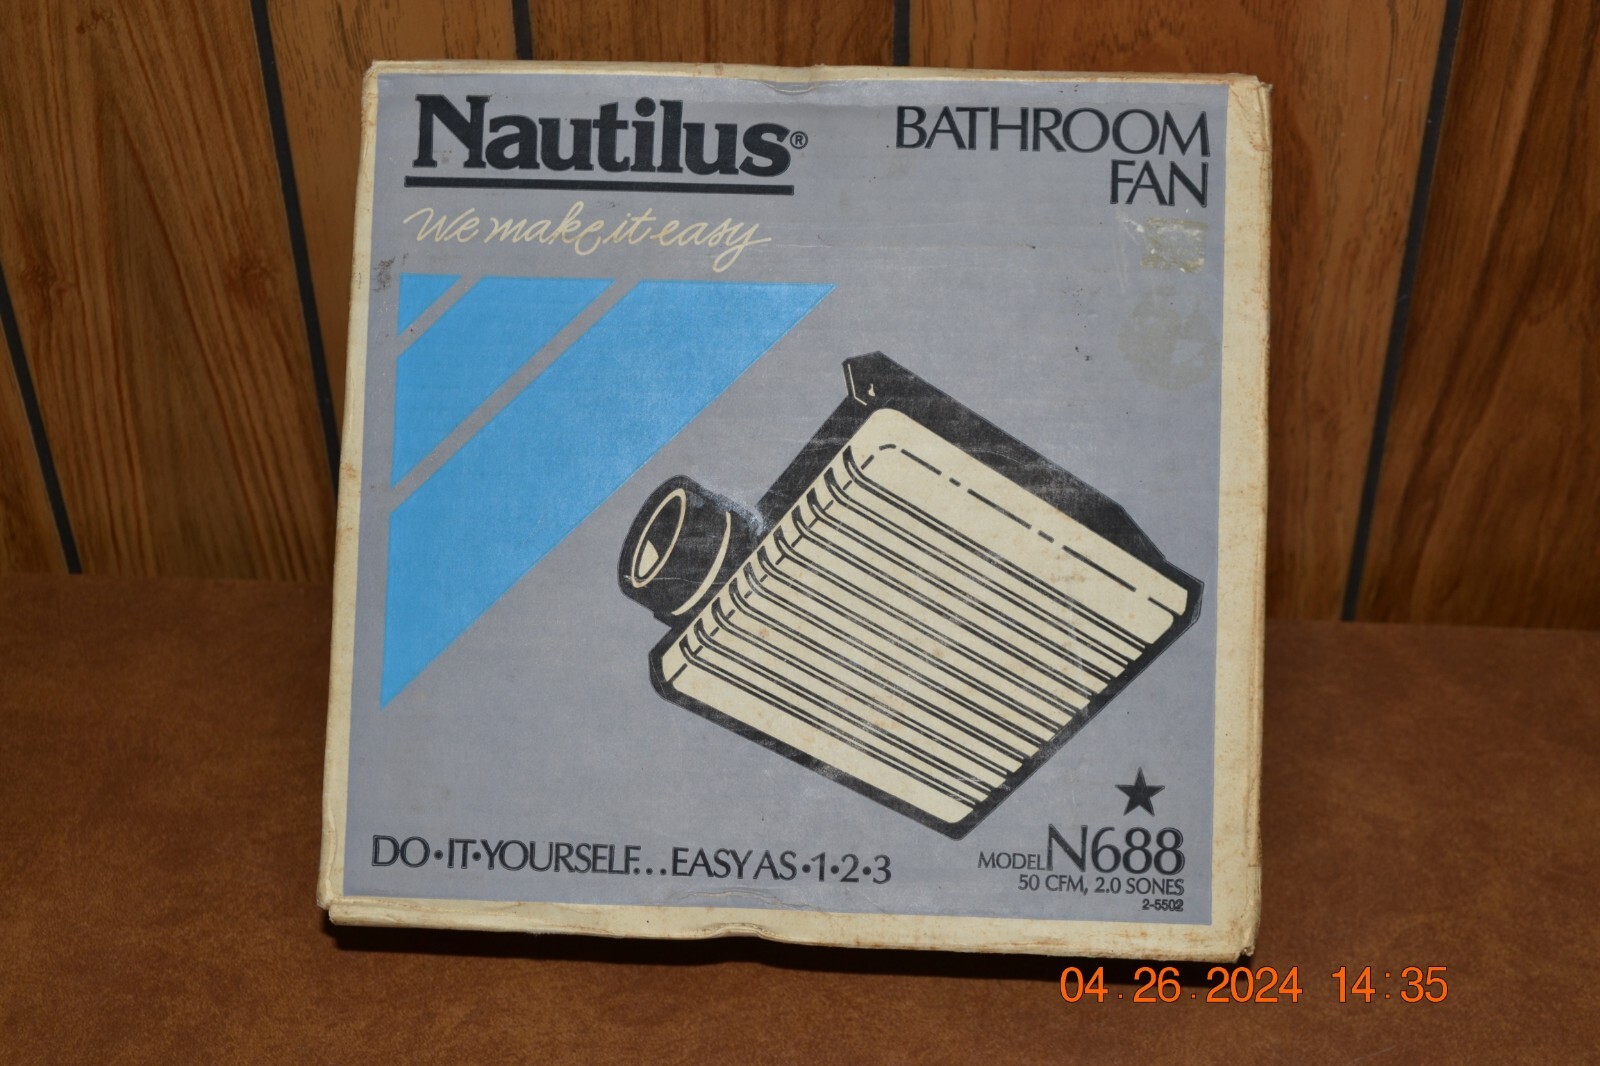 Nautilus®
We make it easy
BATHROOM
FAN
DO•IT•YOURSELF...EASY AS•1•2•3
MODEL N688
50 CFM, 2.0 SONES
2-5502
04.26.2024 14:35